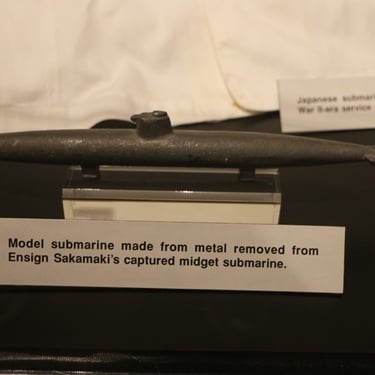 Japanese submari
War II-era service
Model submarine made from metal removed from
Ensign Sakamaki's captured midget submarine.